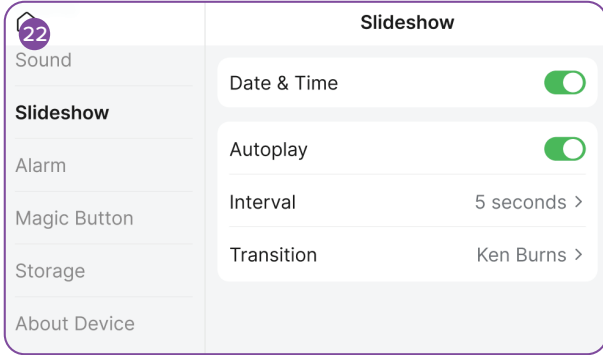 22
Slideshow
Sound
Slideshow
Alarm
Magic Button
Storage
About Device
Date & Time
Autoplay
Interval 5 seconds >
Transition Ken Burns >